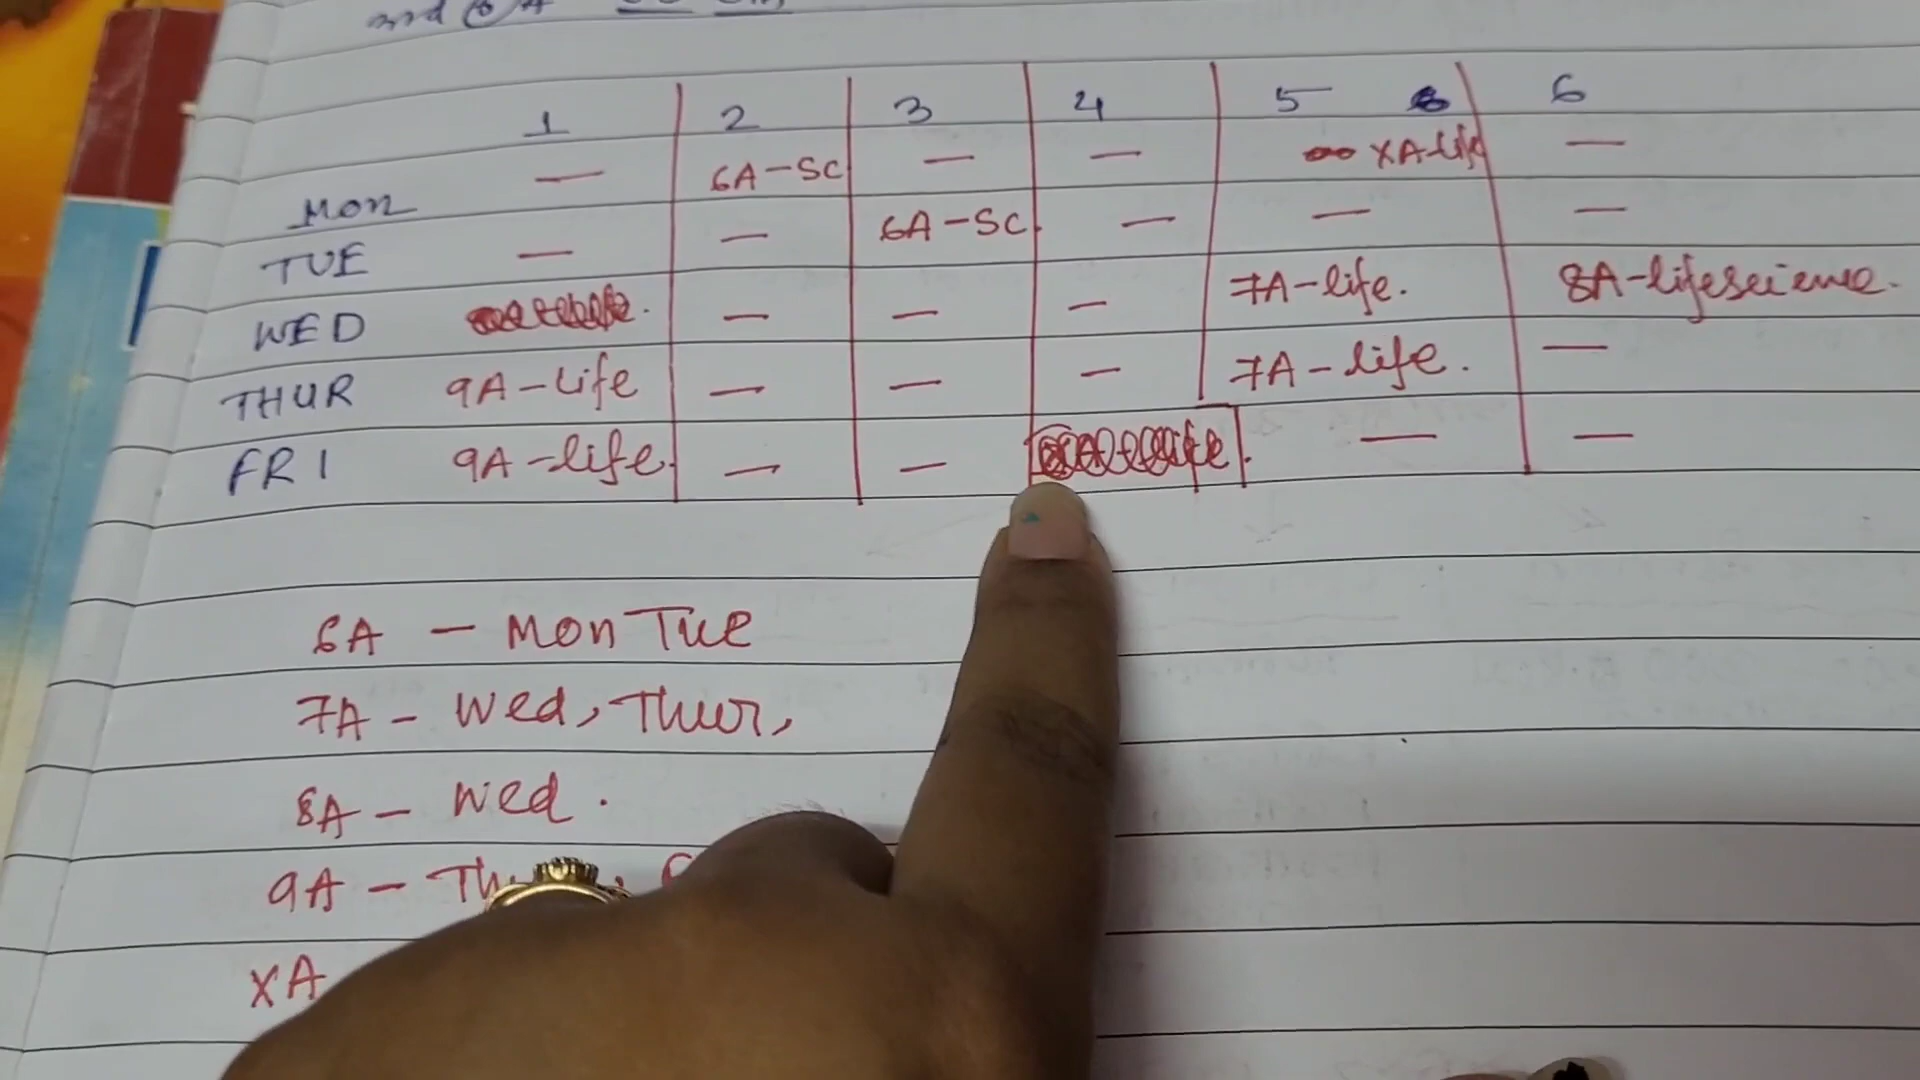 1 2 3 4 5 6
MON — 6A-SC — — XA-life —
TUE — — 6A-SC — — —
WED — — — 7A-life. 8A-lifescience.
THUR 9A-Life — — — 7A-life. —
FRI 9A-life. — — — —
6A - Mon Tue
7A - Wed, Thur,
8A - Wed.
9A -
XA